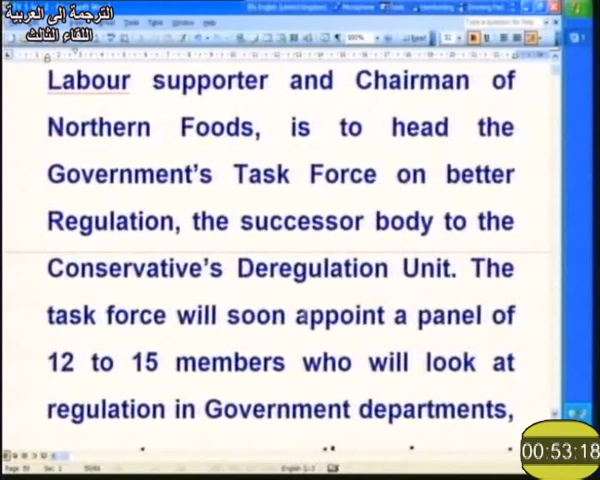 الترجمة إلى العربية
اللقاء الثالث
Labour supporter and Chairman of
Northern Foods, is to head the
Government's Task Force on better
Regulation, the successor body to the
Conservative's Deregulation Unit. The
task force will soon appoint a panel of
12 to 15 members who will look at
regulation in Government departments,
00:53:18